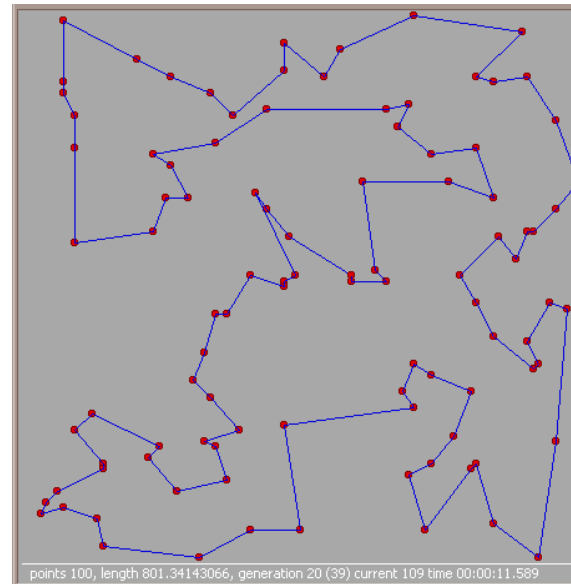 points 100, length 801.34143066, generation 20 (39) current 109 time 00:00:11.589